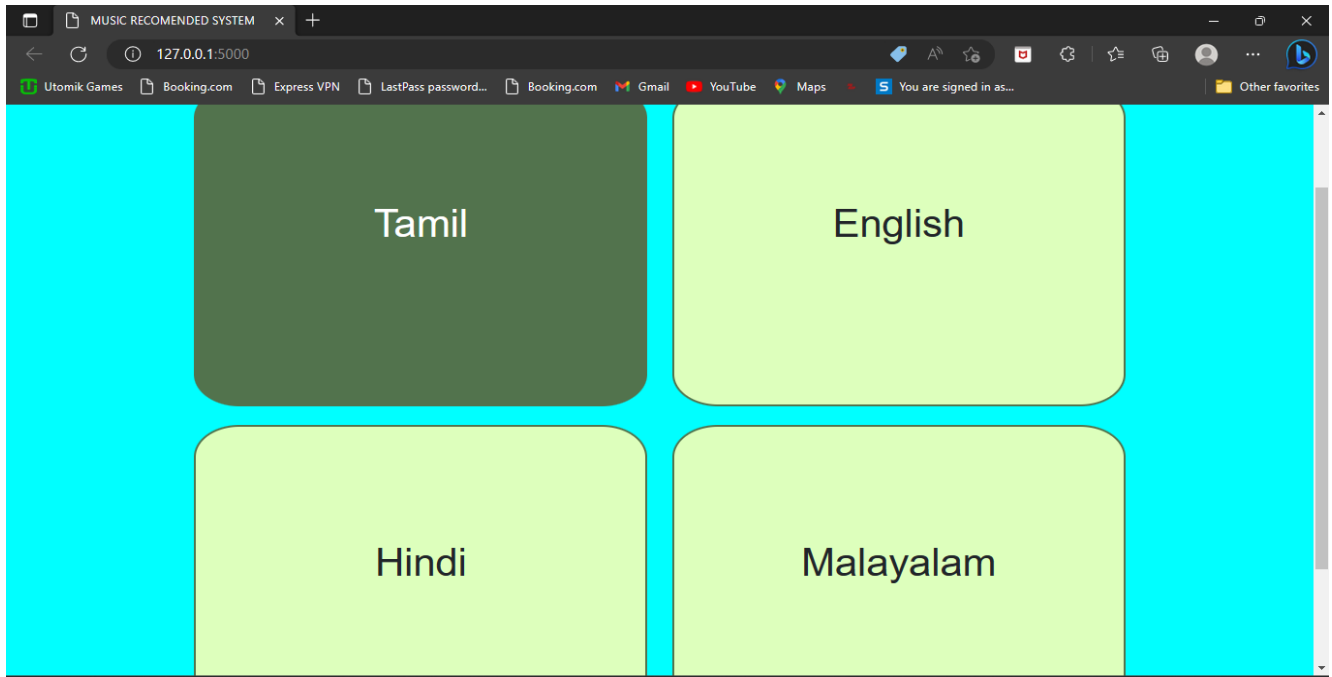 MUSIC RECOMENDED SYSTEM
127.0.0.1:5000
Utomik Games Booking.com Express VPN LastPass password... Booking.com Gmail YouTube Maps You are signed in as... Other favorites
Tamil English
Hindi Malayalam